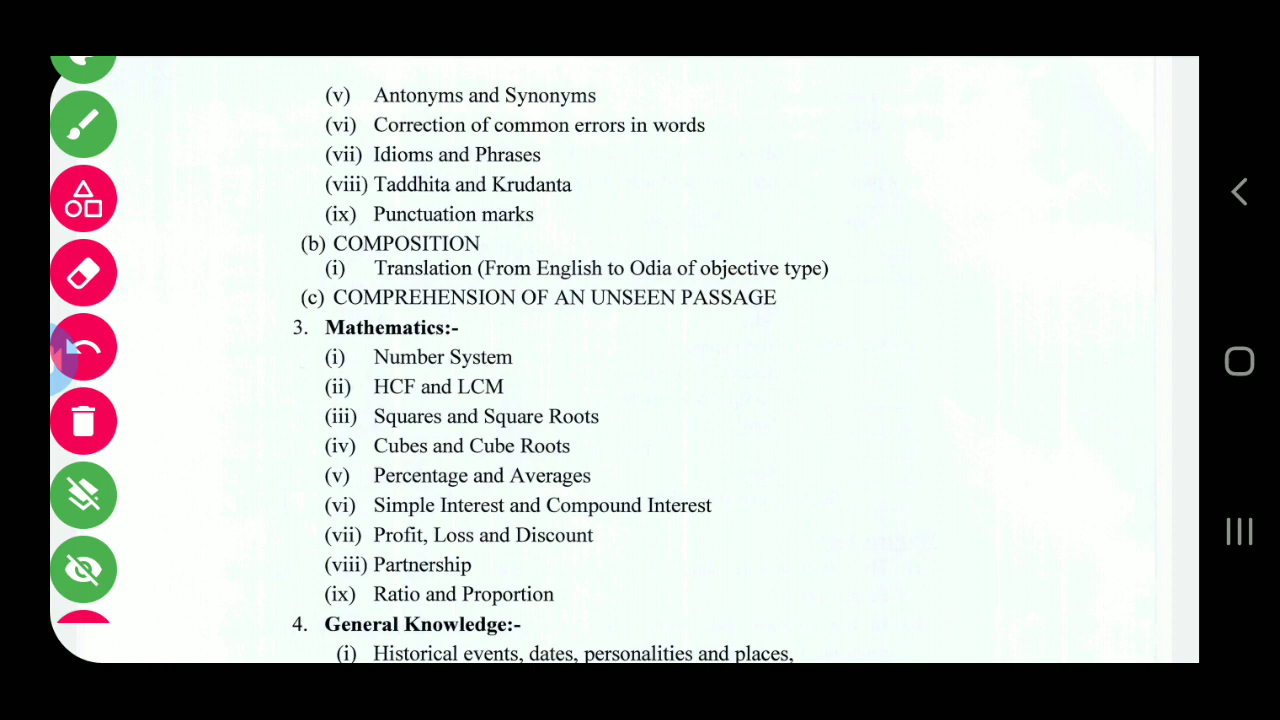 (v) Antonyms and Synonyms
(vi) Correction of common errors in words
(vii) Idioms and Phrases
(viii) Taddhita and Krudanta
(ix) Punctuation marks
(b) COMPOSITION
(i) Translation (From English to Odia of objective type)
(c) COMPREHENSION OF AN UNSEEN PASSAGE
3. Mathematics:-
(i) Number System
(ii) HCF and LCM
(iii) Squares and Square Roots
(iv) Cubes and Cube Roots
(v) Percentage and Averages
(vi) Simple Interest and Compound Interest
(vii) Profit, Loss and Discount
(viii) Partnership
(ix) Ratio and Proportion
4. General Knowledge:-
(i) Historical events, dates, personalities and places,